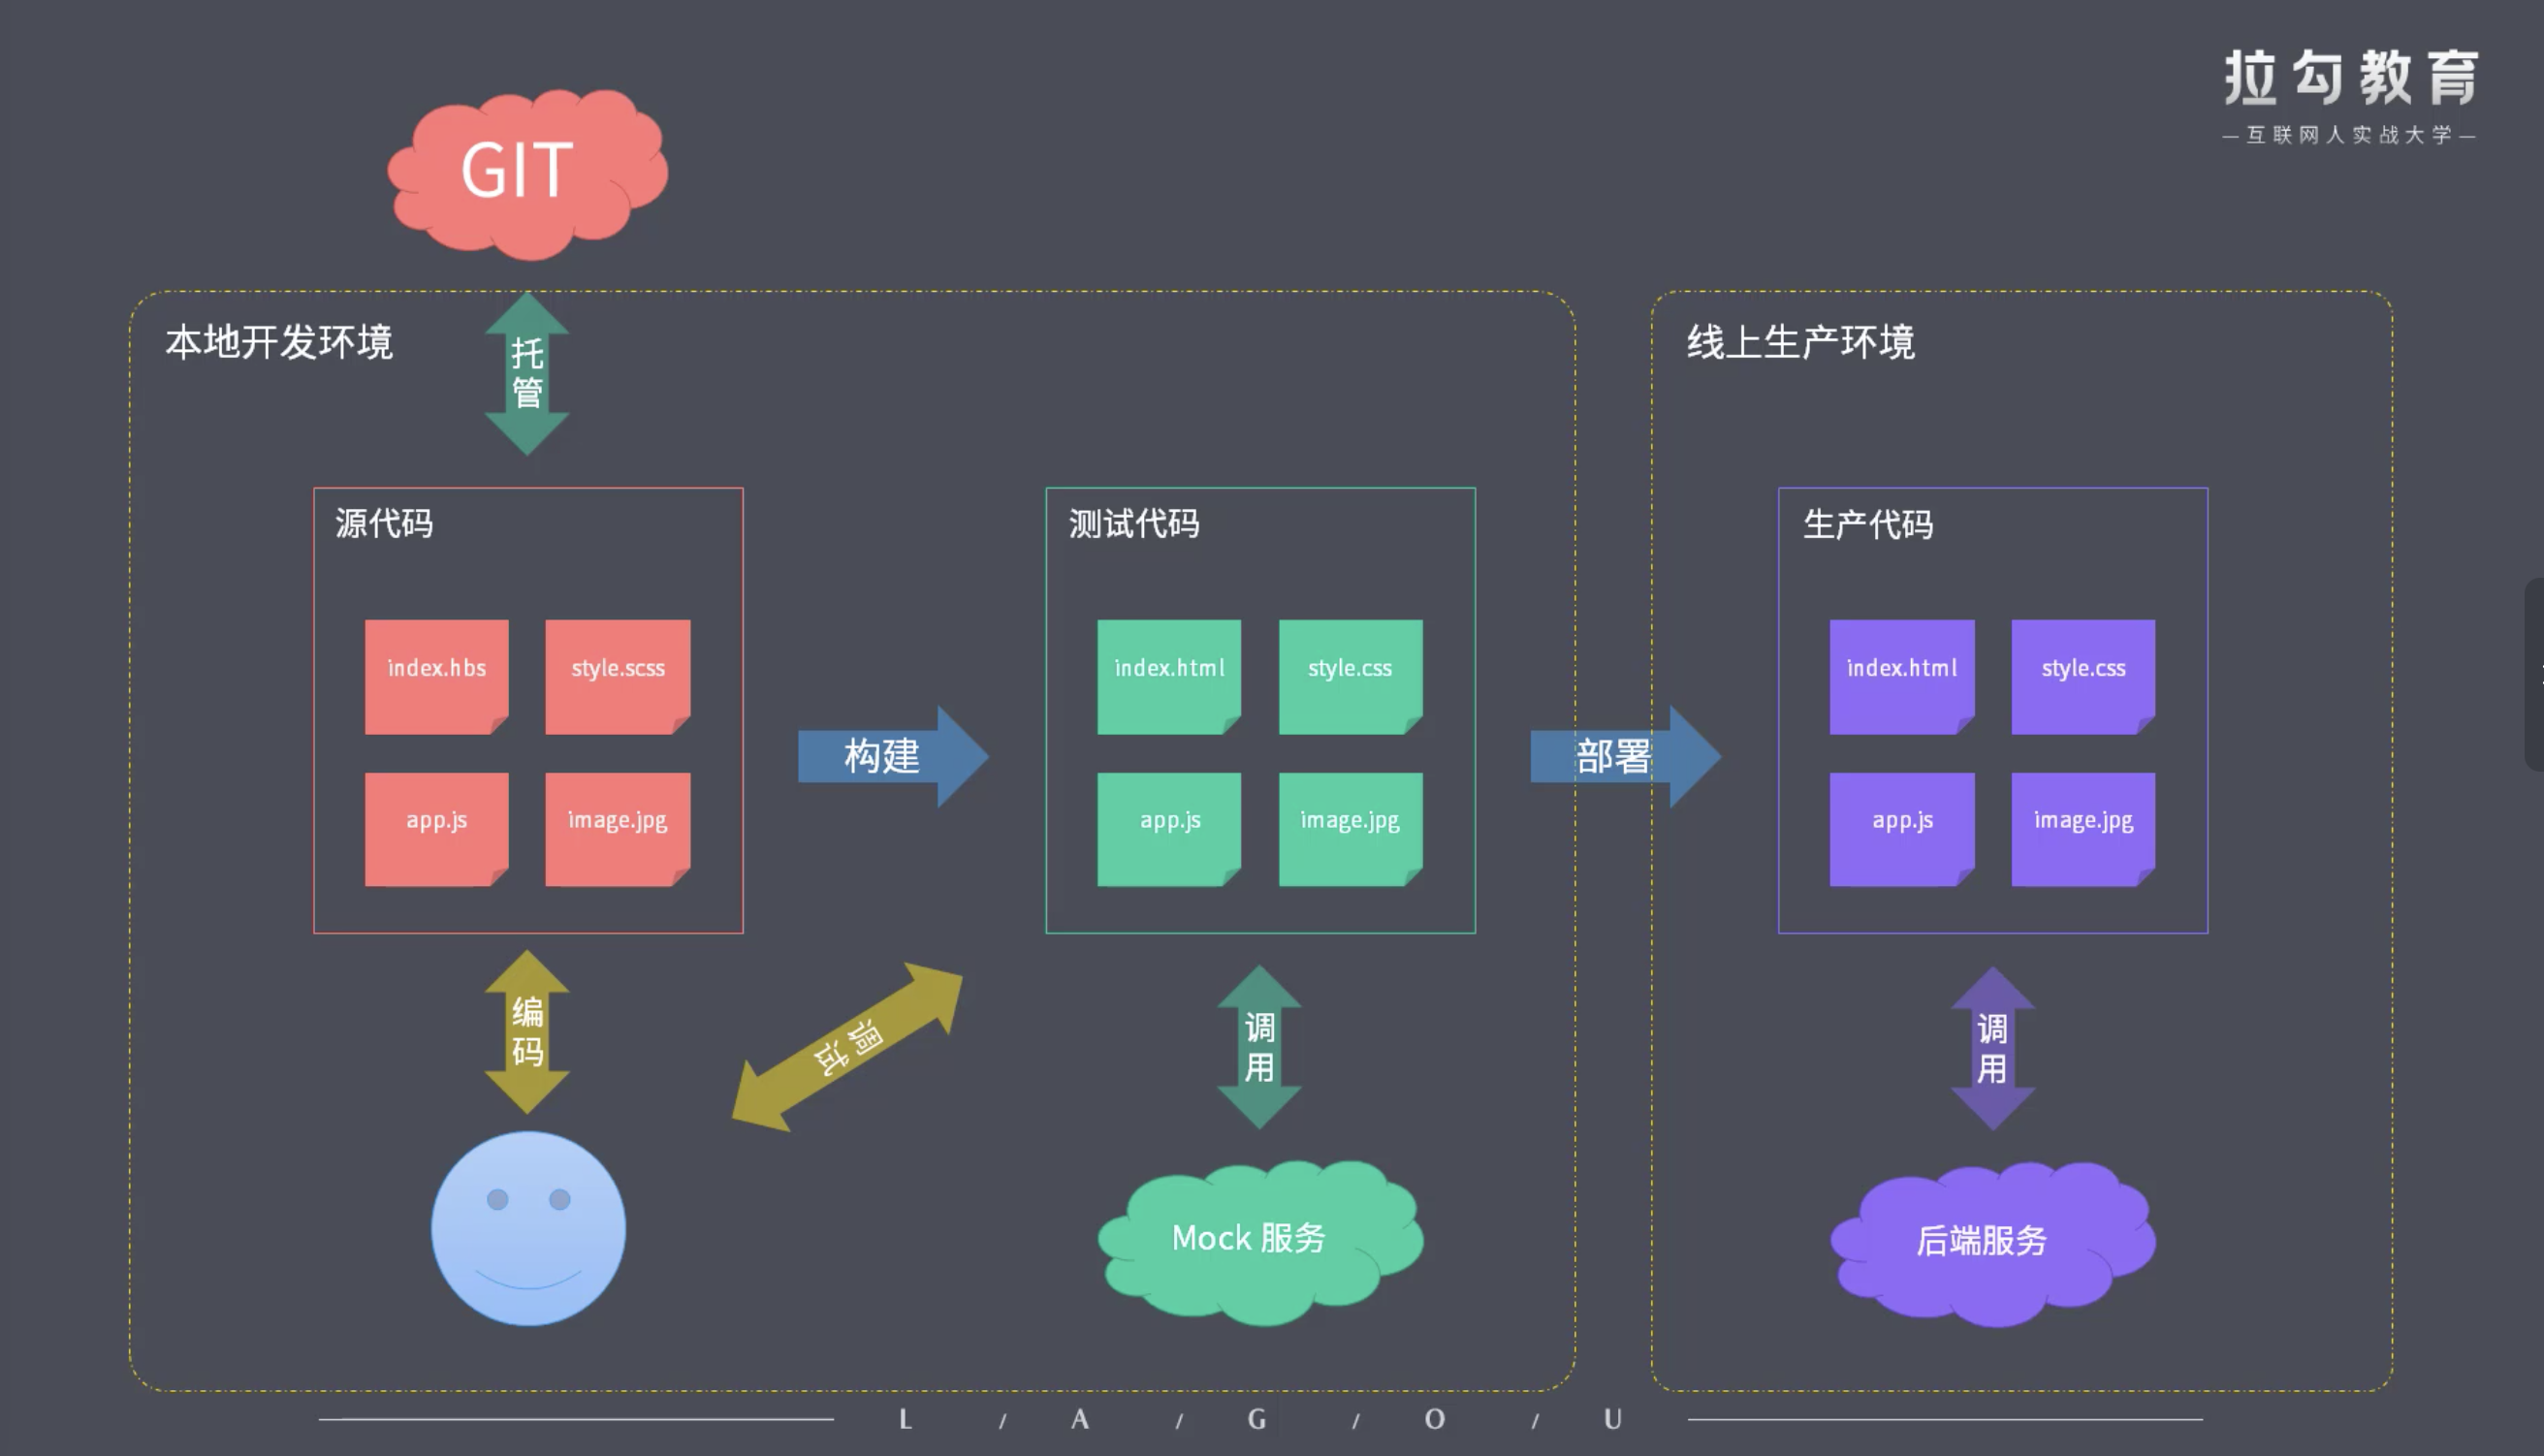 拉勾教育
—互联网人实战大学—
GIT
本地开发环境
托管
线上生产环境
源代码
index.hbs
style.scss
app.js
image.jpg
构建
测试代码
index.html
style.css
app.js
image.jpg
部署
生产代码
index.html
style.css
app.js
image.jpg
编码
调试
调用
调用
Mock 服务
后端服务
L / A / G / O / U